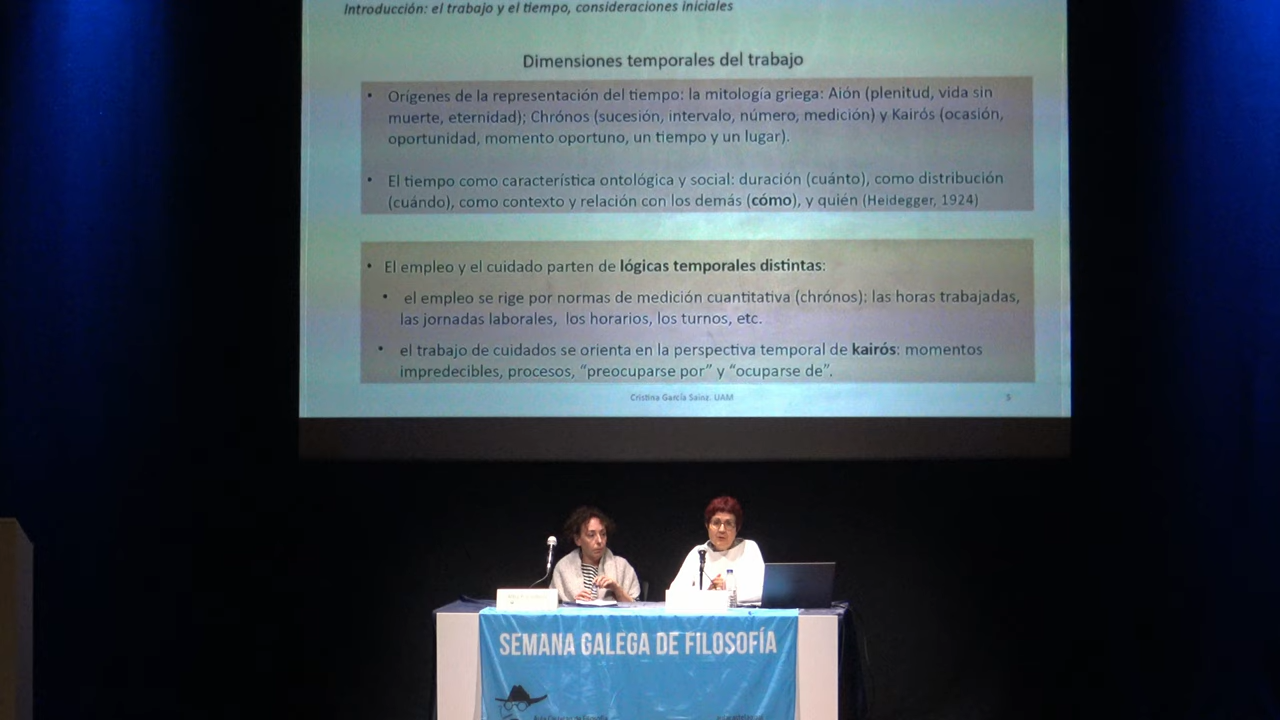 Introducción: el trabajo y el tiempo, consideraciones iniciales
Dimensiones temporales del trabajo
• Orígenes de la representación del tiempo: la mitología griega: Aión (plenitud, vida sin
muerte, eternidad); Chrónos (sucesión, intervalo, número, medición) y Kairós (ocasión,
oportunidad, momento oportuno, un tiempo y un lugar).
• El tiempo como característica ontológica y social: duración (cuánto), como distribución
(cuándo), como contexto y relación con los demás (cómo), y quién (Heidegger, 1924)
• El empleo y el cuidado parten de lógicas temporales distintas:
• el empleo se rige por normas de medición cuantitativa (chrónos): las horas trabajadas,
las jornadas laborales, los horarios, los turnos, etc.
• el trabajo de cuidados se orienta en la perspectiva temporal de kairós: momentos
impredecibles, procesos, “preocuparse por” y “ocuparse de”.
Cristina García Sainz. UAM
5
SEMANA GALEGA DE FILOSOFÍA